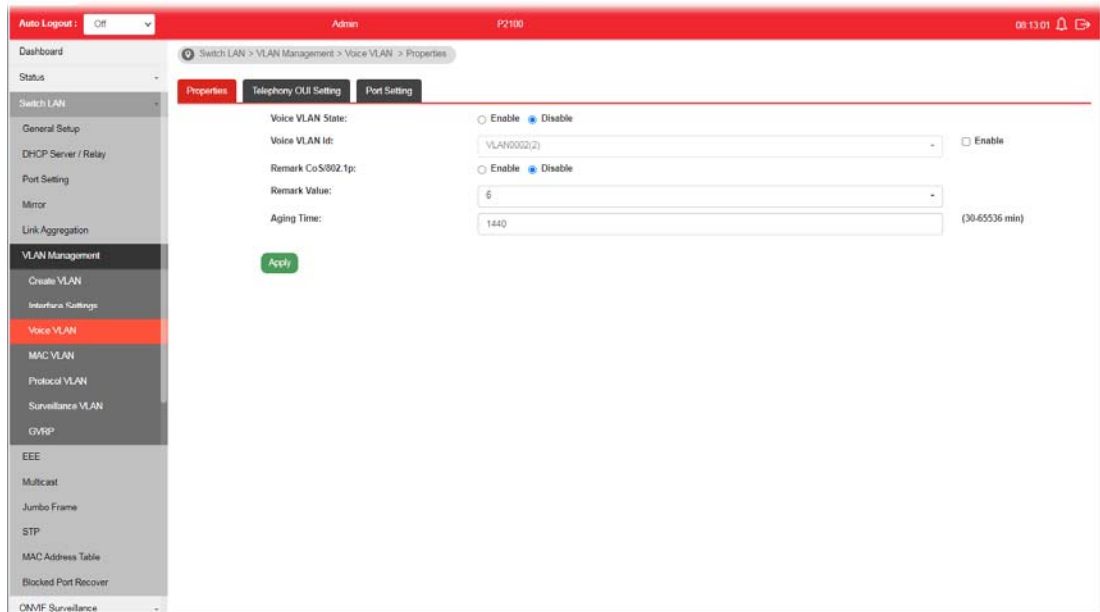 Auto Logout : Off Admin P2100 08:13:01
Dashboard
Status
Switch LAN
General Setup
DHCP Server / Relay
Port Setting
Mirror
Link Aggregation
VLAN Management
Create VLAN
Interface Settings
Voice VLAN
MAC VLAN
Protocol VLAN
Surveillance VLAN
GVRP
EEE
Multicast
Jumbo Frame
STP
MAC Address Table
Blocked Port Recover
ONVIF Surveillance
Switch LAN > VLAN Management > Voice VLAN > Properties
Properties Telephony OUI Setting Port Setting
Voice VLAN State: Enable Disable
Voice VLAN Id: VLAN0002(2) Enable
Remark CoS/802.1p: Enable Disable
Remark Value: 6
Aging Time: 1440 (30-65536 min)
Apply